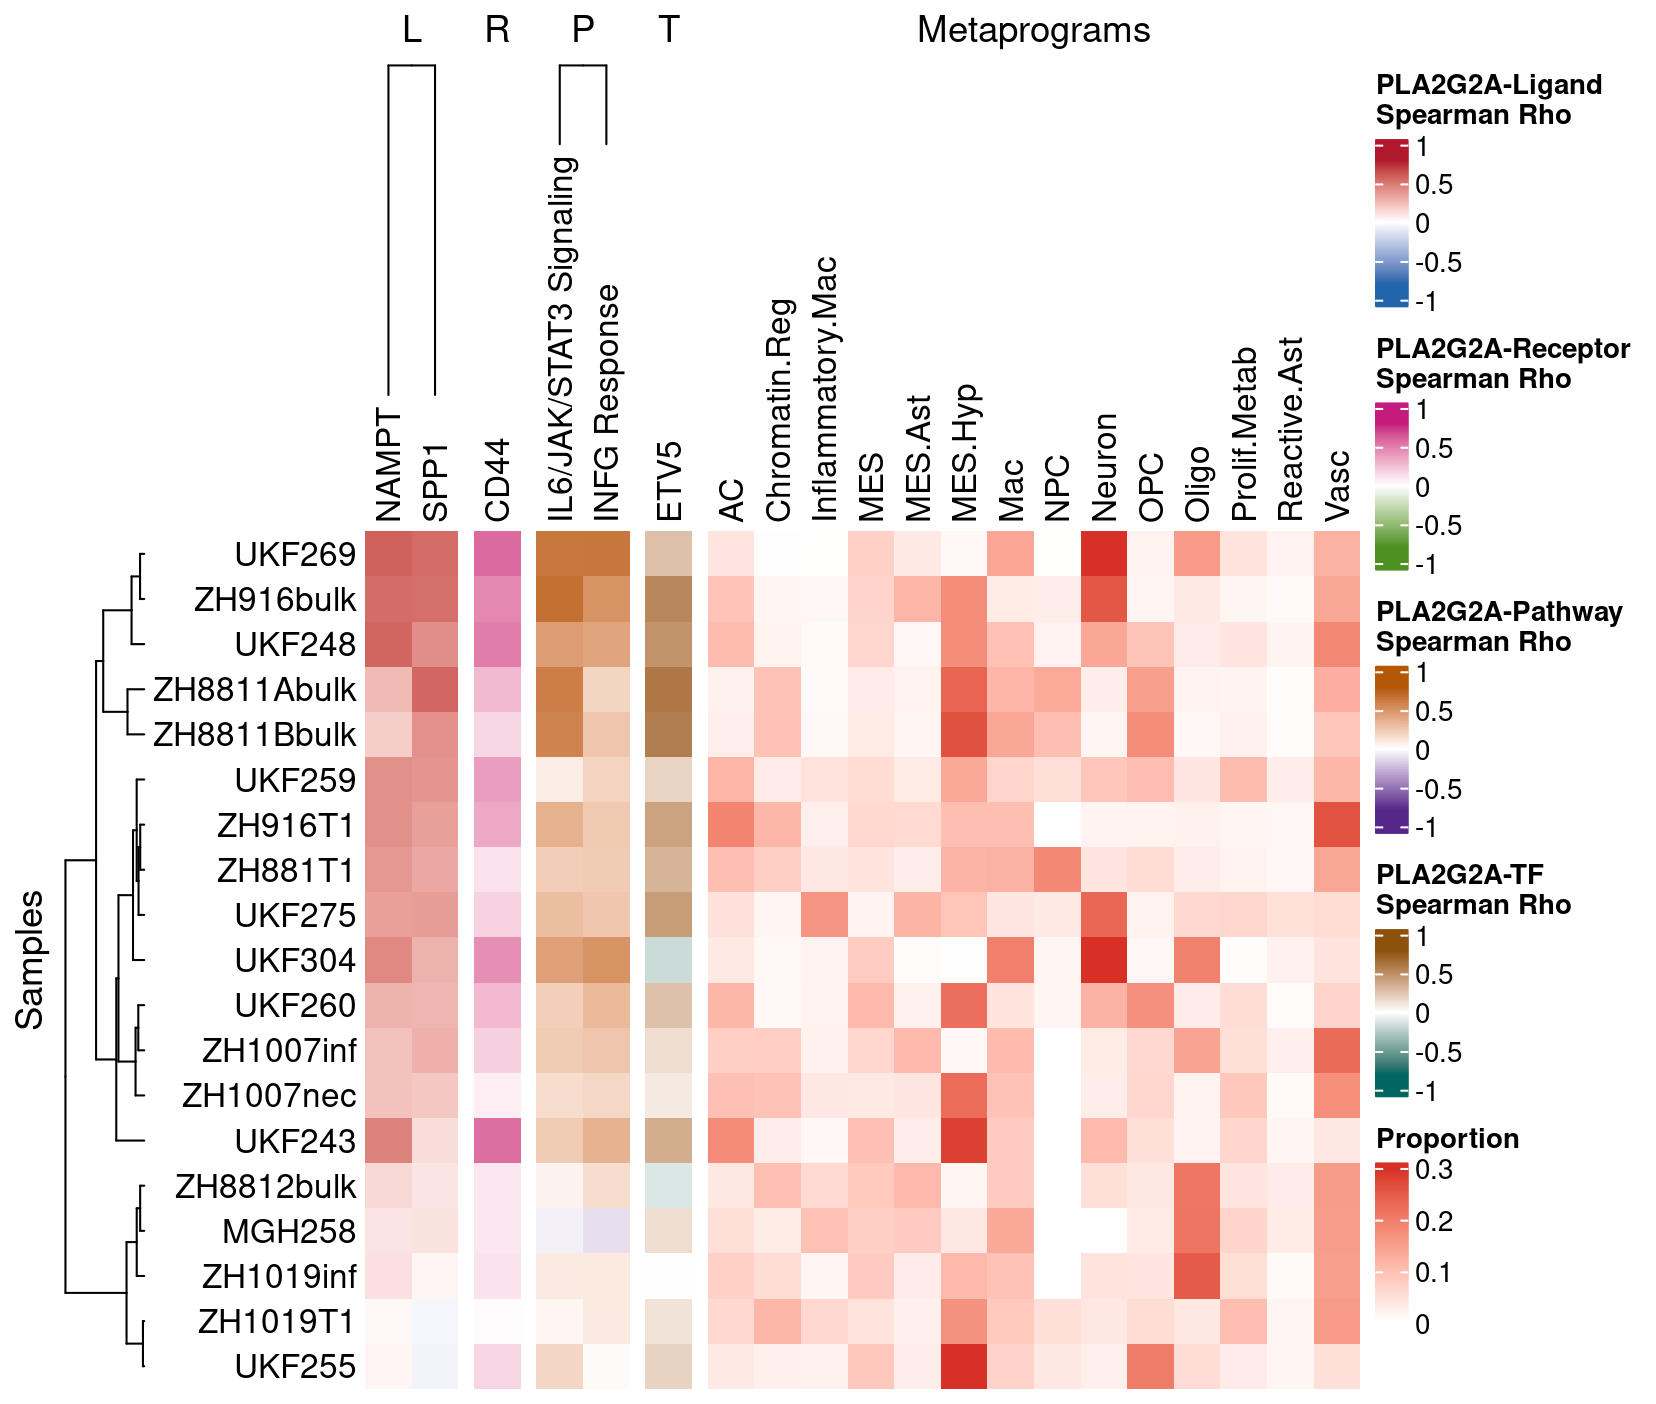 L R P T Metaprograms
NAMPT
SPP1
CD44
IL6/JAK/STAT3 Signaling
INFG Response
ETV5
AC
Chromatin.Reg
Inflammatory.Mac
MES
MES.Ast
MES.Hyp
Mac
NPC
Neuron
OPC
Oligo
Prolif.Metab
Reactive.Ast
Vasc
Samples
UKF269
ZH916bulk
UKF248
ZH8811Abulk
ZH8811Bbulk
UKF259
ZH916T1
ZH881T1
UKF275
UKF304
UKF260
ZH1007inf
ZH1007nec
UKF243
ZH8812bulk
MGH258
ZH1019inf
ZH1019T1
UKF255
PLA2G2A-Ligand
Spearman Rho
1
0.5
0
-0.5
-1
PLA2G2A-Receptor
Spearman Rho
1
0.5
0
-0.5
-1
PLA2G2A-Pathway
Spearman Rho
1
0.5
0
-0.5
-1
PLA2G2A-TF
Spearman Rho
1
0.5
0
-0.5
-1
Proportion
0.3
0.2
0.1
0